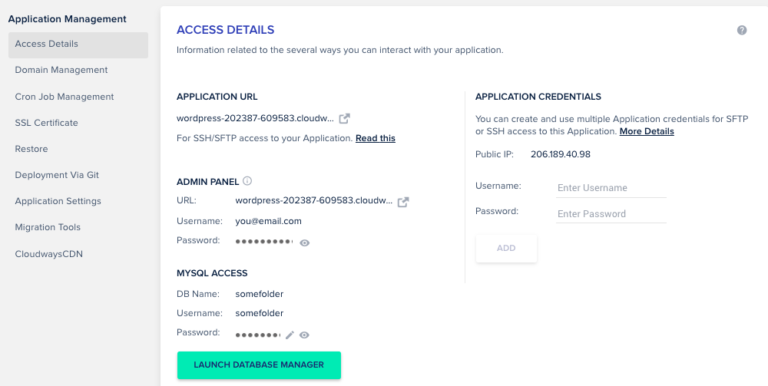 Application Management
Access Details
Domain Management
Cron Job Management
SSL Certificate
Restore
Deployment Via Git
Application Settings
Migration Tools
CloudwaysCDN
ACCESS DETAILS
Information related to the several ways you can interact with your application.
APPLICATION URL
wordpress-202387-609583.cloudw...
For SSH/SFTP access to your Application. Read this
ADMIN PANEL
URL: wordpress-202387-609583.cloudw...
Username: you@email.com
Password: ●●●●●●●●●
MYSQL ACCESS
DB Name: somefolder
Username: somefolder
Password: ●●●●●●●
LAUNCH DATABASE MANAGER
APPLICATION CREDENTIALS
You can create and use multiple Application credentials for SFTP
or SSH access to this Application. More Details
Public IP: 206.189.40.98
Username: Enter Username
Password: Enter Password
ADD